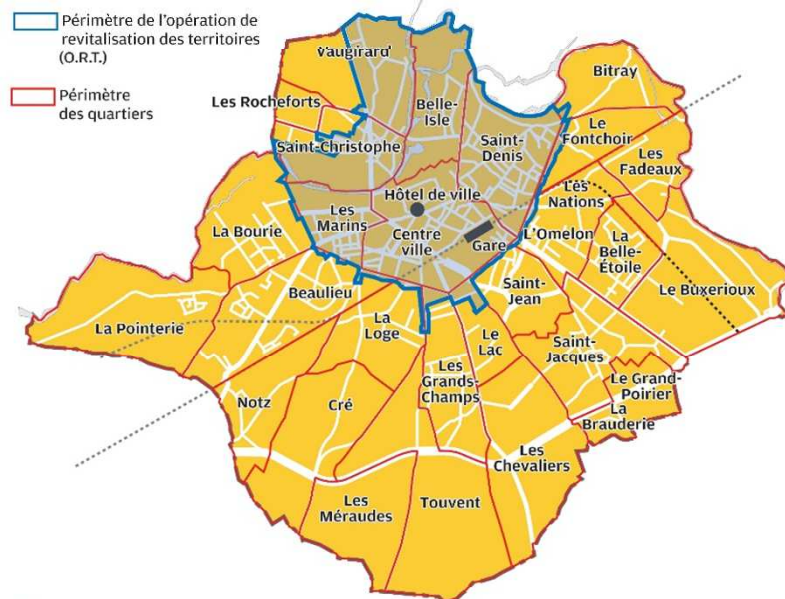 Périmètre de l'opération de
revitalisation des territoires
(O.R.T.)
Périmètre
des quartiers
Vaugirard
Bitray
Les Rocheforts
Belle-
Isle
Le
Fontchoir
Saint-Christophe
Saint-
Denis
Les
Fadeaux
Hôtel de ville
Les
Nations
Les
Marins
La Bourie
Centre
ville
Gare
L'Omelon
La
Belle-
Étoile
Beaulieu
Saint-
Jean
Le Buxerioux
La Pointerie
La
Loge
Le
Lac
Saint-
Jacques
Les
Grands-
Champs
Le Grand-
Poirier
Notz
Cré
La
Brauderie
Les
Chevaliers
Les
Méraudes
Touvent